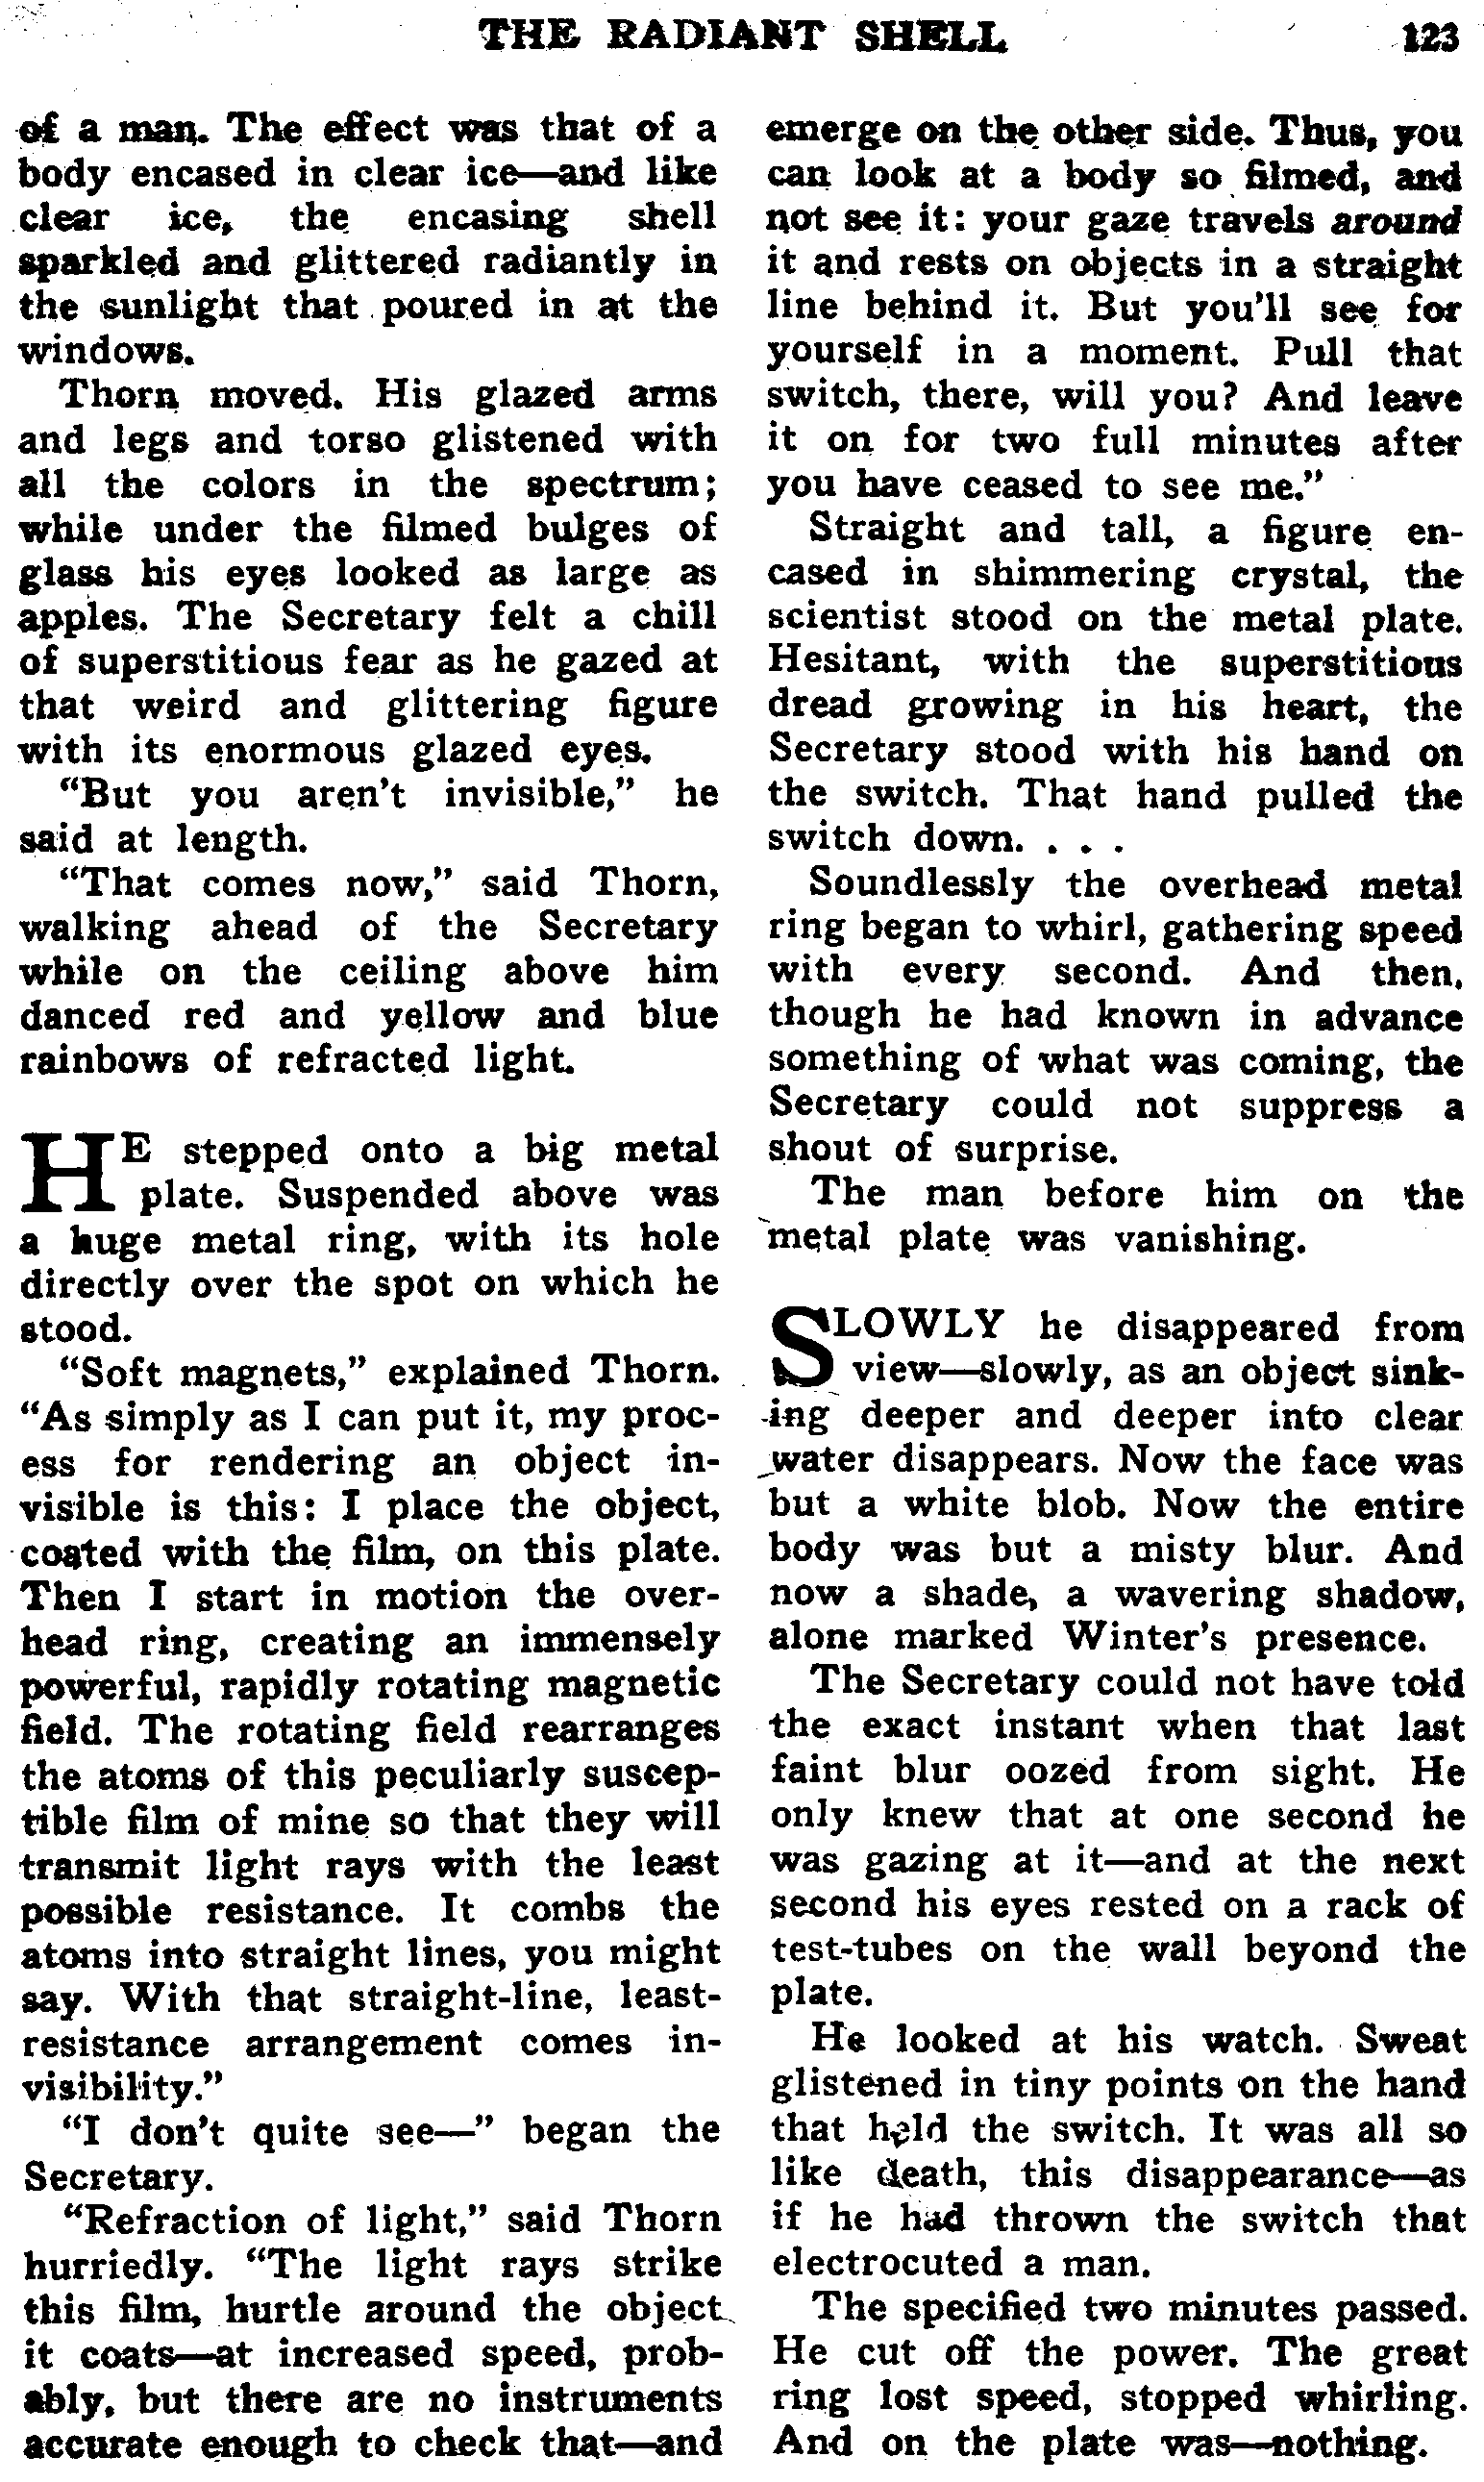 THE RADIANT SHELL 123
of a man. The effect was that of a
body encased in clear ice—and like
clear ice, the encasing shell
sparkled and glittered radiantly in
the sunlight that poured in at the
windows.
Thorn moved. His glazed arms
and legs and torso glistened with
all the colors in the spectrum;
while under the filmed bulges of
glass his eyes looked as large as
apples. The Secretary felt a chill
of superstitious fear as he gazed at
that weird and glittering figure
with its enormous glazed eyes.
“But you aren't invisible,” he
said at length.
“That comes now,” said Thorn,
walking ahead of the Secretary
while on the ceiling above him
danced red and yellow and blue
rainbows of refracted light.
HE stepped onto a big metal
plate. Suspended above was
a huge metal ring, with its hole
directly over the spot on which he
stood.
“Soft magnets,” explained Thorn.
“As simply as I can put it, my proc-
ess for rendering an object in-
visible is this: I place the object,
coated with the film, on this plate.
Then I start in motion the over-
head ring, creating an immensely
powerful, rapidly rotating magnetic
field. The rotating field rearranges
the atoms of this peculiarly suscep-
tible film of mine so that they will
transmit light rays with the least
possible resistance. It combs the
atoms into straight lines, you might
say. With that straight-line, least-
resistance arrangement comes in-
visibility.”
“I don't quite see—” began the
Secretary.
“Refraction of light,” said Thorn
hurriedly. “The light rays strike
this film, hurtle around the object
it coats—at increased speed, prob-
ably, but there are no instruments
accurate enough to check that—and
emerge on the other side. Thus, you
can look at a body so filmed, and
not see it: your gaze travels around
it and rests on objects in a straight
line behind it. But you'll see for
yourself in a moment. Pull that
switch, there, will you? And leave
it on for two full minutes after
you have ceased to see me.”
Straight and tall, a figure en-
cased in shimmering crystal, the
scientist stood on the metal plate.
Hesitant, with the superstitious
dread growing in his heart, the
Secretary stood with his hand on
the switch. That hand pulled the
switch down. . . .
Soundlessly the overhead metal
ring began to whirl, gathering speed
with every second. And then,
though he had known in advance
something of what was coming, the
Secretary could not suppress a
shout of surprise.
The man before him on the
metal plate was vanishing.
SLOWLY he disappeared from
view—slowly, as an object sink-
ing deeper and deeper into clear
water disappears. Now the face was
but a white blob. Now the entire
body was but a misty blur. And
now a shade, a wavering shadow,
alone marked Winter's presence.
The Secretary could not have told
the exact instant when that last
faint blur oozed from sight. He
only knew that at one second he
was gazing at it—and at the next
second his eyes rested on a rack of
test-tubes on the wall beyond the
plate.
He looked at his watch. Sweat
glistened in tiny points on the hand
that held the switch. It was all so
like death, this disappearance—as
if he had thrown the switch that
electrocuted a man.
The specified two minutes passed.
He cut off the power. The great
ring lost speed, stopped whirling.
And on the plate was—nothing.